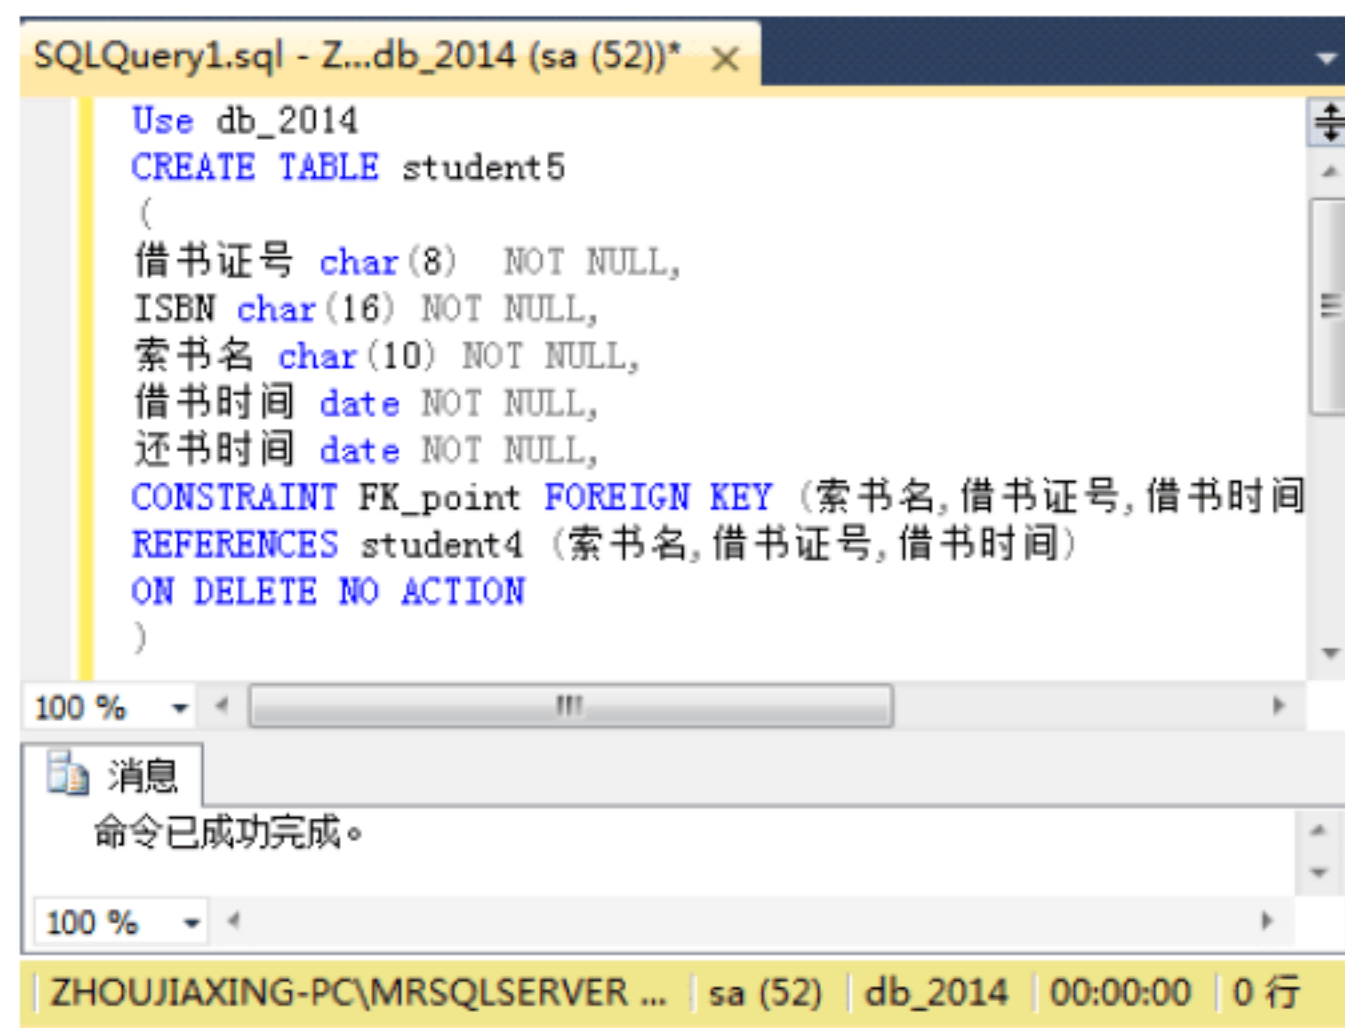 SQLQuery1.sql - Z...db_2014 (sa (52))*
Use db_2014
CREATE TABLE student5
(
借书证号 char(8)  NOT NULL,
ISBN char(16) NOT NULL,
索书名 char(10) NOT NULL,
借书时间 date NOT NULL,
还书时间 date NOT NULL,
CONSTRAINT FK_point FOREIGN KEY (索书名,借书证号,借书时间
REFERENCES student4 (索书名,借书证号,借书时间)
ON DELETE NO ACTION
)
100 %
消息
命令已成功完成。
100 %
ZHOUJIAXING-PC\MRSQLSERVER ... sa (52) db_2014 00:00:00 0 行